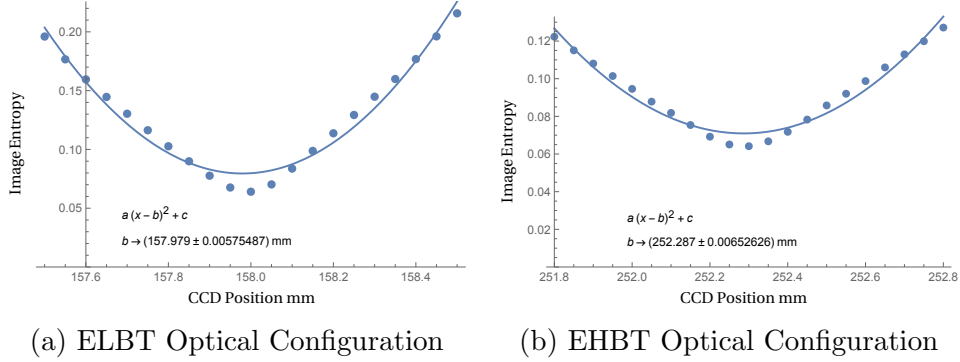 0.20
0.15
0.10
0.05
Image Entropy
a (x – b)² + c
b → (157.979 ± 0.00575487) mm
157.6 157.8 158.0 158.2 158.4
CCD Position mm
(a) ELBT Optical Configuration
0.12
0.10
0.08
0.06
0.04
0.02
Image Entropy
a (x – b)² + c
b → (252.287 ± 0.00652626) mm
251.8 252.0 252.2 252.4 252.6 252.8
CCD Position mm
(b) EHBT Optical Configuration